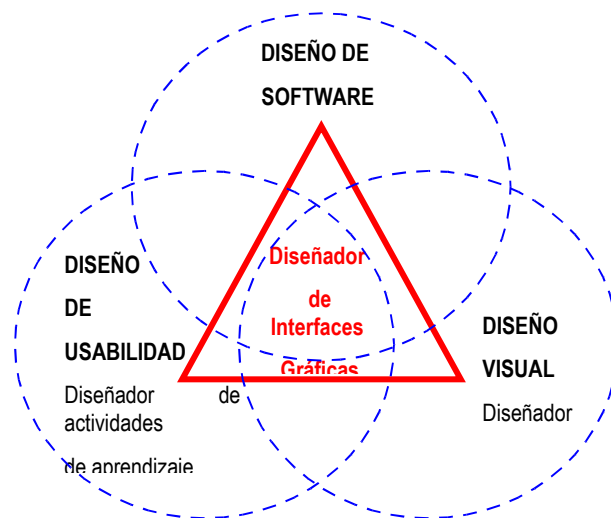 DISEÑO DE
SOFTWARE
Diseñador
de
Interfaces
Gráficas
DISEÑO
DE
USABILIDAD
Diseñador de
actividades
de aprendizaje
DISEÑO
VISUAL
Diseñador